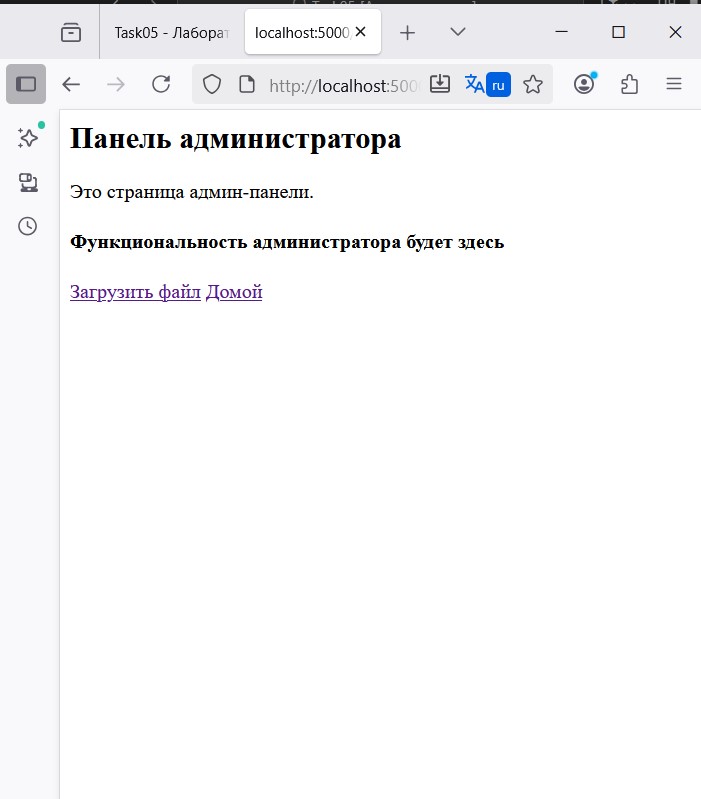 Task05 - Лаборат
localhost:5000
http://localhost:500
ru
Панель администратора
Это страница админ-панели.
Функциональность администратора будет здесь
Загрузить файл Домой